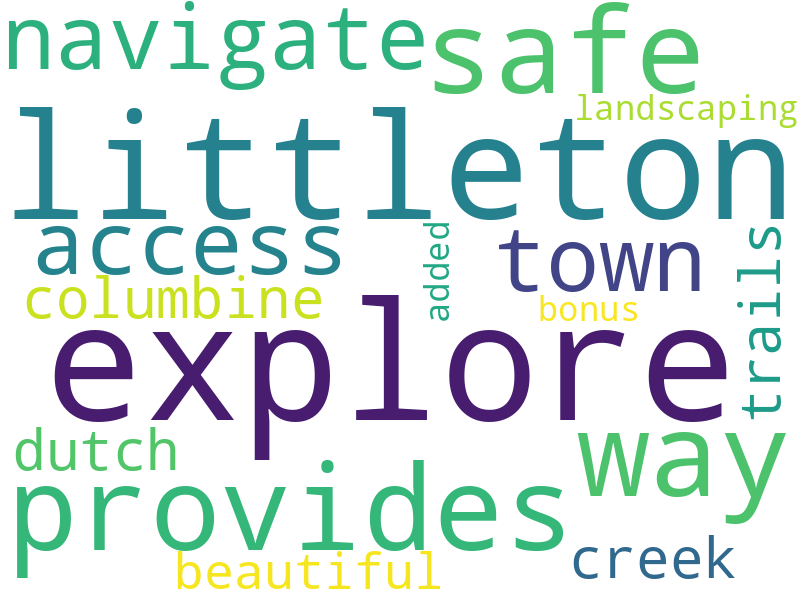 navigate safe
landscaping
littleton
access added town trails
columbine bonus
explore
dutch way
provides
beautiful creek